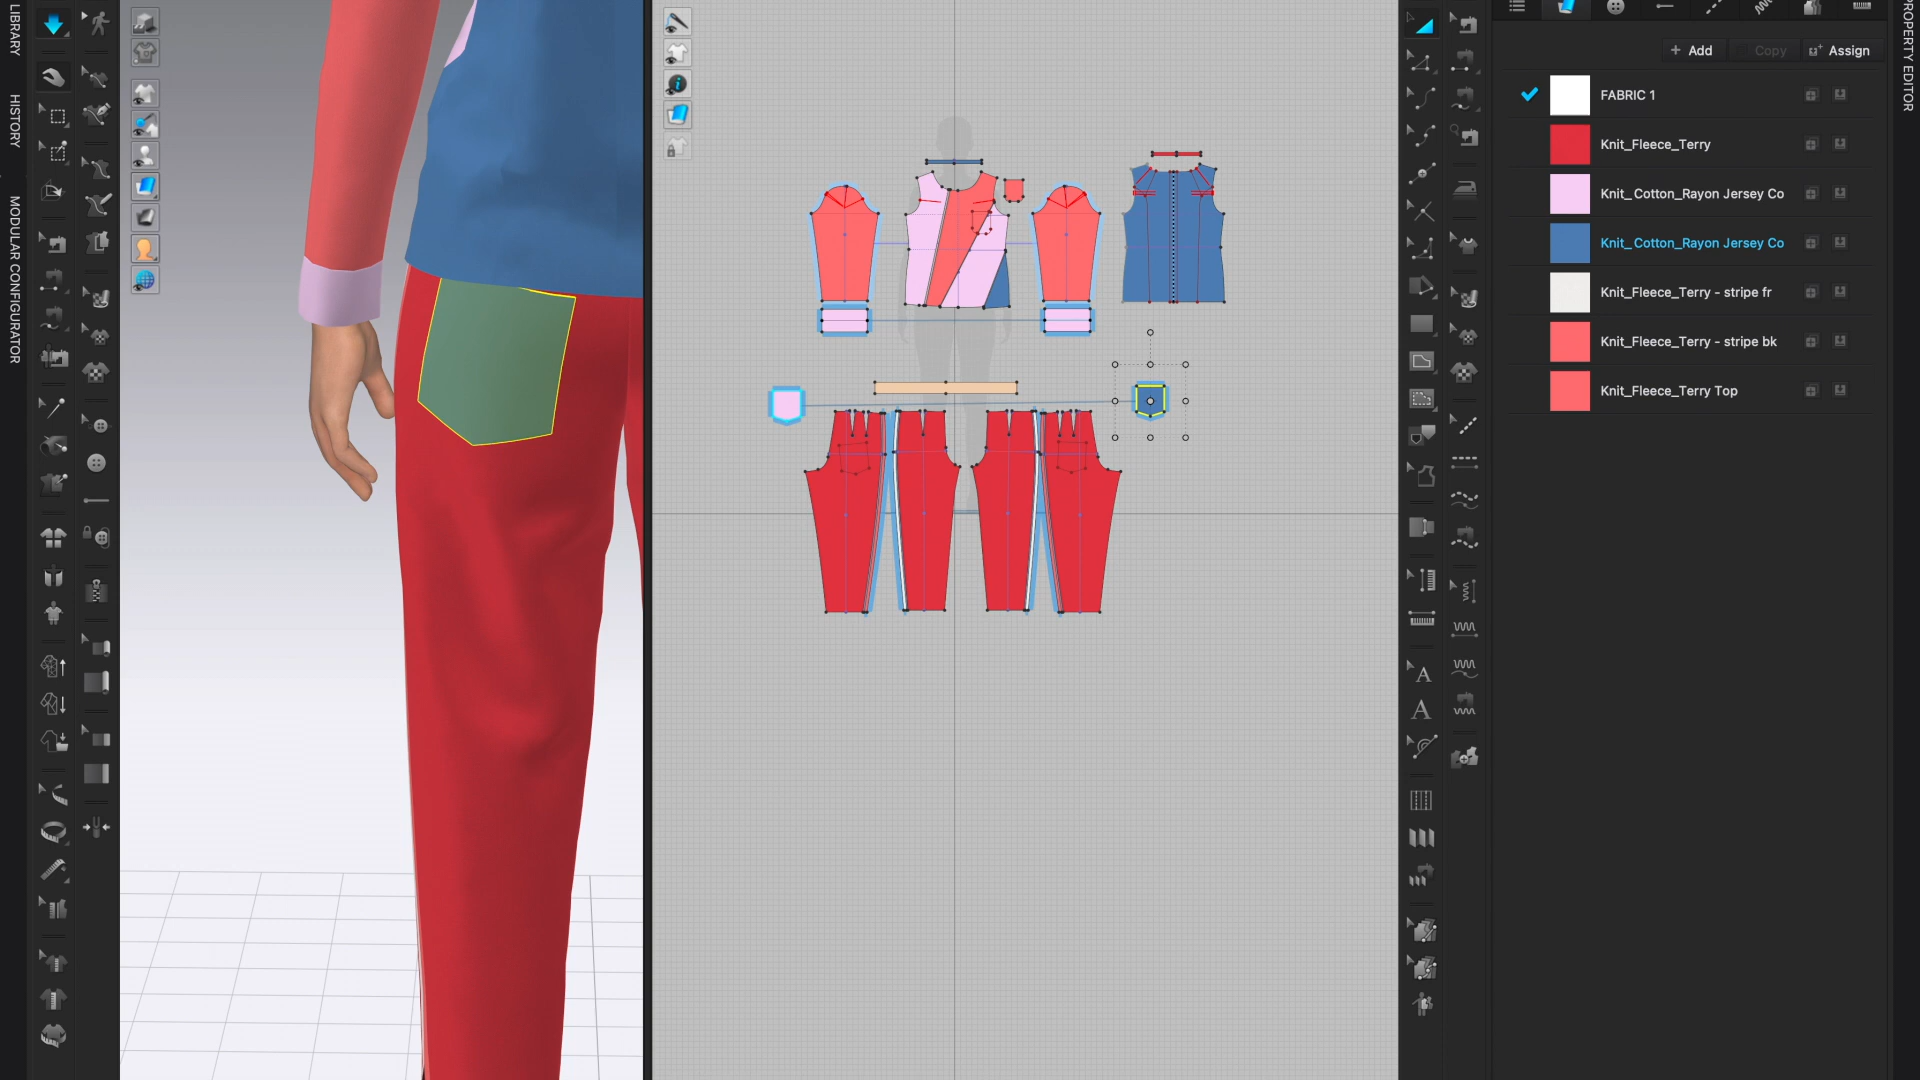 LIBRARY
HISTORY
MODULAR CONFIGURATOR
PROPERTY EDITOR
+ Add
Copy
Assign
FABRIC 1
Knit_Fleece_Terry
Knit_Cotton_Rayon Jersey Co
Knit_Cotton_Rayon Jersey Co
Knit_Fleece_Terry - stripe fr
Knit_Fleece_Terry - stripe bk
Knit_Fleece_Terry Top
A
A